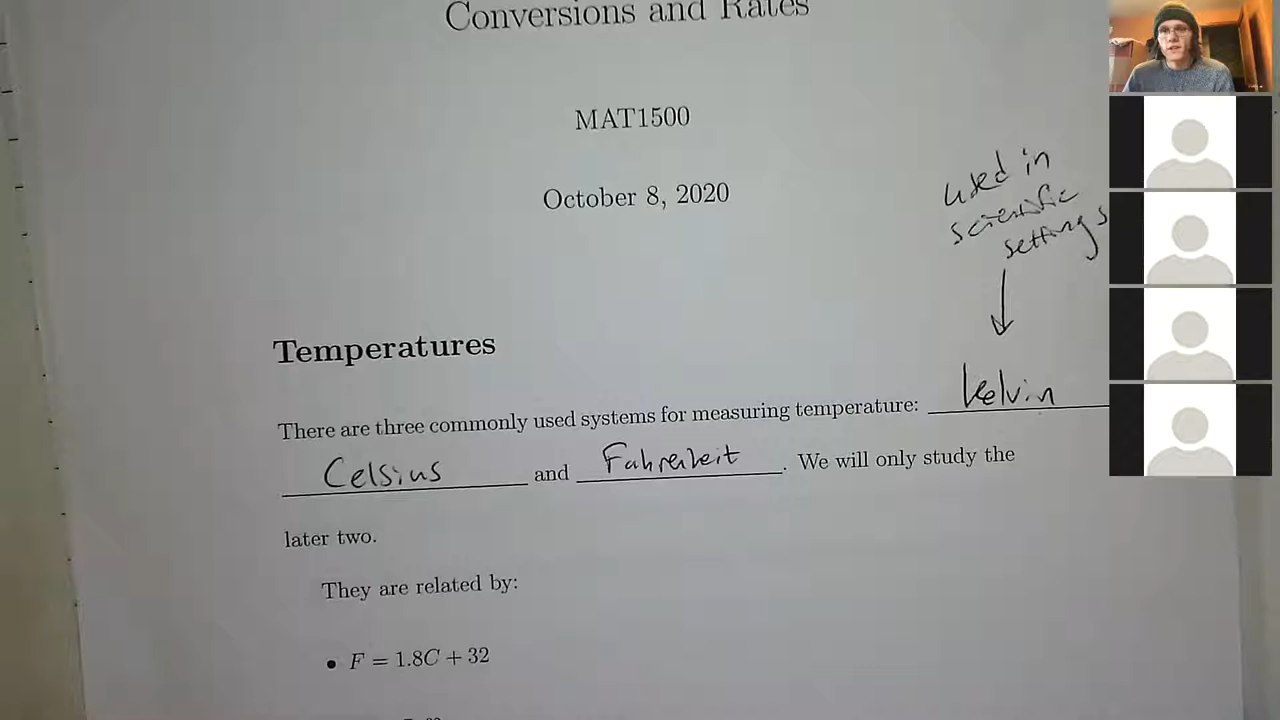 Conversions and Rates
MAT1500
October 8, 2020
used in
scientific
settings
Temperatures
There are three commonly used systems for measuring temperature: Kelvin
Celsius and Fahrenheit. We will only study the
later two.
They are related by:
• F = 1.8C + 32